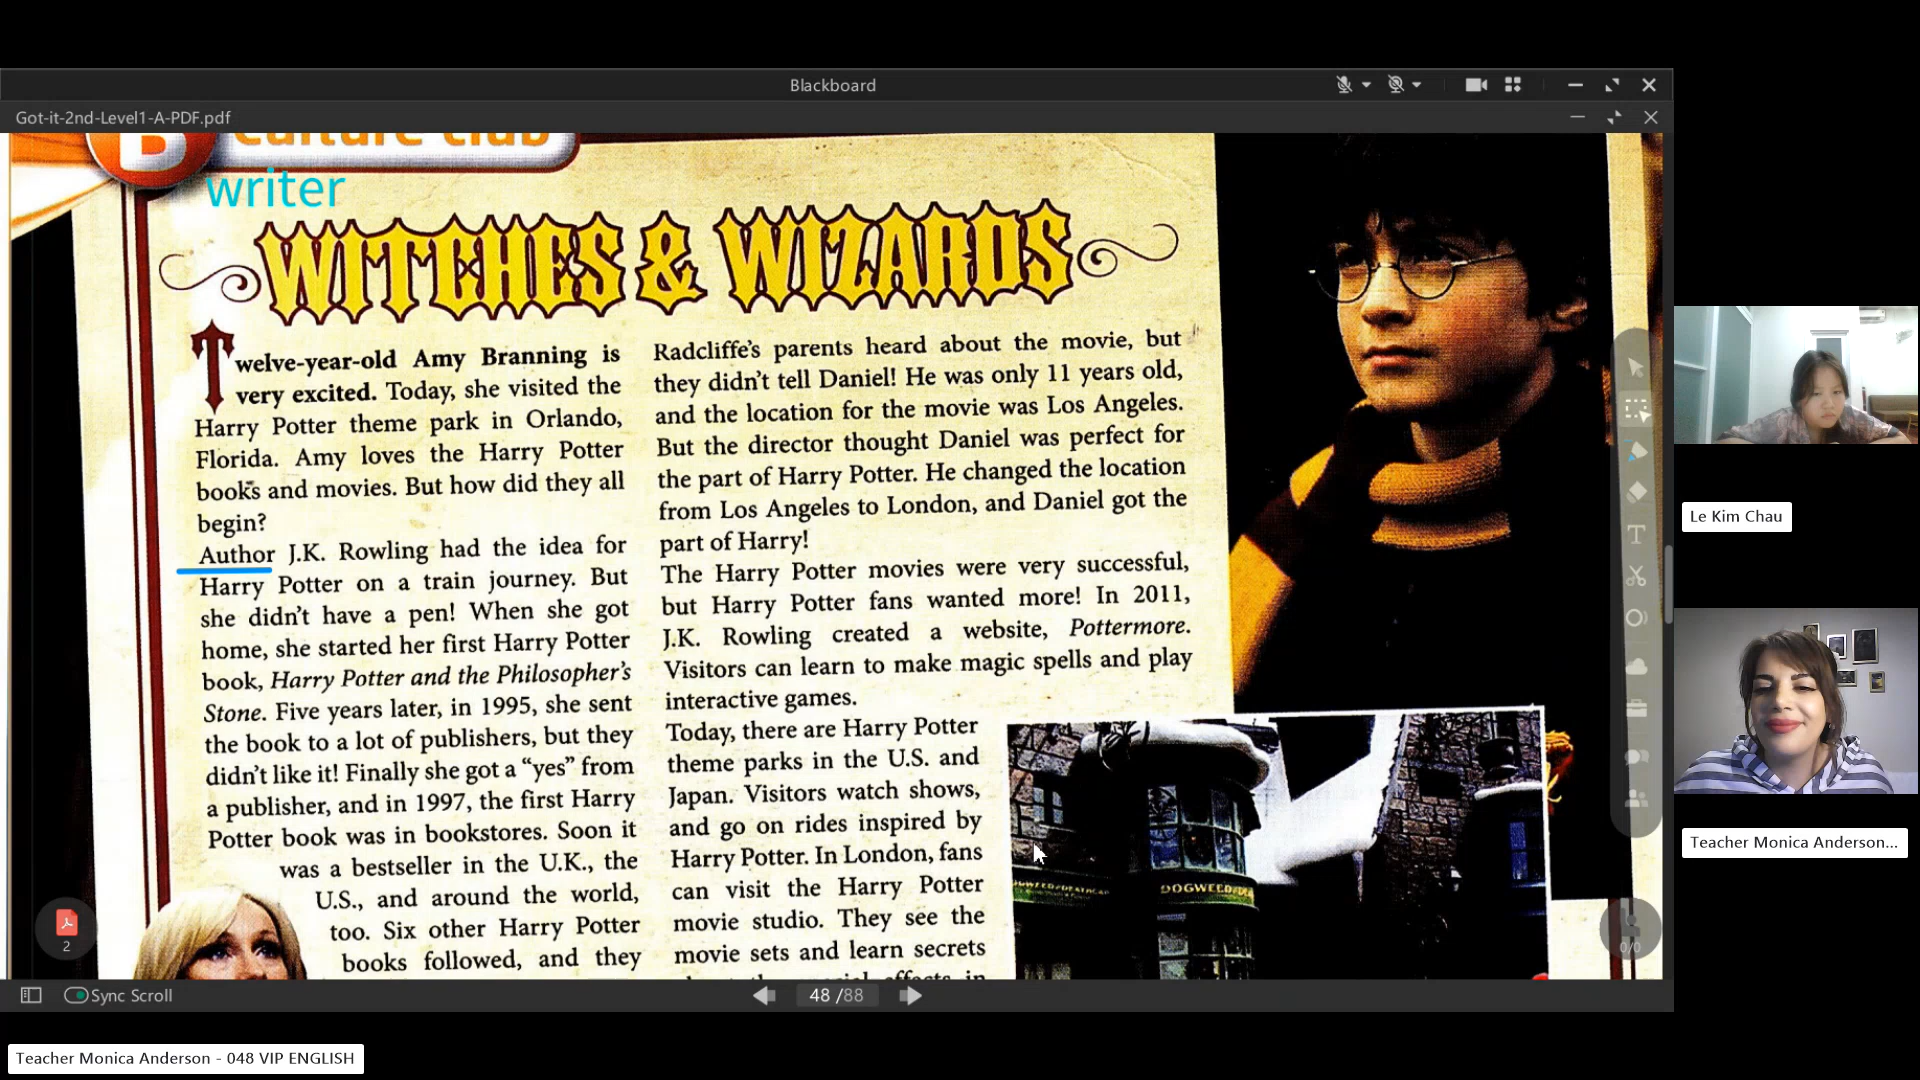 Blackboard
Got-it-2nd-Level1-A-PDF.pdf
B Culture club
writer
WITCHES & WIZARDS
Twelve-year-old Amy Branning is
very excited. Today, she visited the
Harry Potter theme park in Orlando,
Florida. Amy loves the Harry Potter
books and movies. But how did they all
begin?
Author J.K. Rowling had the idea for
Harry Potter on a train journey. But
she didn't have a pen! When she got
home, she started her first Harry Potter
book, Harry Potter and the Philosopher's
Stone. Five years later, in 1995, she sent
the book to a lot of publishers, but they
didn't like it! Finally she got a “yes” from
a publisher, and in 1997, the first Harry
Potter book was in bookstores. Soon it
was a bestseller in the U.K., the
U.S., and around the world,
too. Six other Harry Potter
books followed, and they
Radcliffe's parents heard about the movie, but
they didn't tell Daniel! He was only 11 years old,
and the location for the movie was Los Angeles.
But the director thought Daniel was perfect for
the part of Harry Potter. He changed the location
from Los Angeles to London, and Daniel got the
part of Harry!
The Harry Potter movies were very successful,
but Harry Potter fans wanted more! In 2011,
J.K. Rowling created a website, Pottermore.
Visitors can learn to make magic spells and play
interactive games.
Today, there are Harry Potter
theme parks in the U.S. and
Japan. Visitors watch shows,
and go on rides inspired by
Harry Potter. In London, fans
can visit the Harry Potter
movie studio. They see the
movie sets and learn secrets
effects in
T
2
0/0
Sync Scroll
48 /88
Le Kim Chau
Teacher Monica Anderson...
Teacher Monica Anderson - 048 VIP ENGLISH